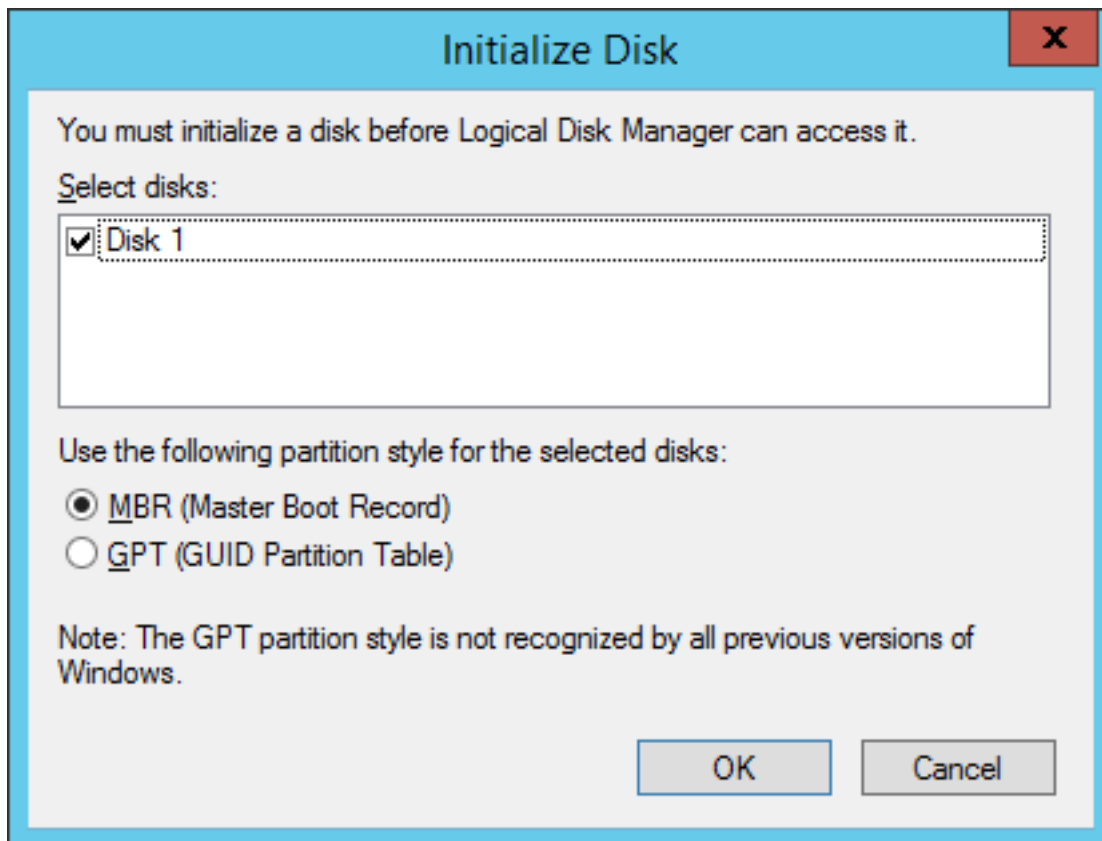 Initialize Disk
x
You must initialize a disk before Logical Disk Manager can access it.
Select disks:
Disk 1
Use the following partition style for the selected disks:
MBR (Master Boot Record)
GPT (GUID Partition Table)
Note: The GPT partition style is not recognized by all previous versions of
Windows.
OK
Cancel